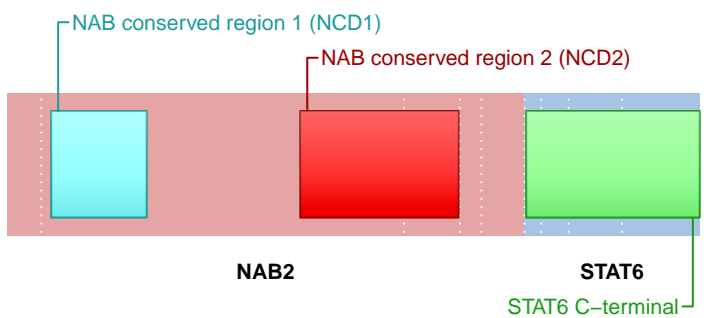 NAB conserved region 1 (NCD1)
NAB conserved region 2 (NCD2)
NAB2
STAT6
STAT6 C−terminal